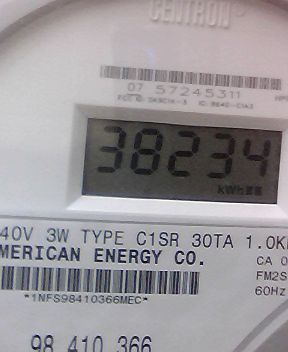 CENTRON
07 57245311
38234
kWh
40V 3W TYPE C1SR 30TA 1.0K
MERICAN ENERGY CO.
CA 0
FM2S
60Hz
*1NFS98410366MEC*
98 410 366